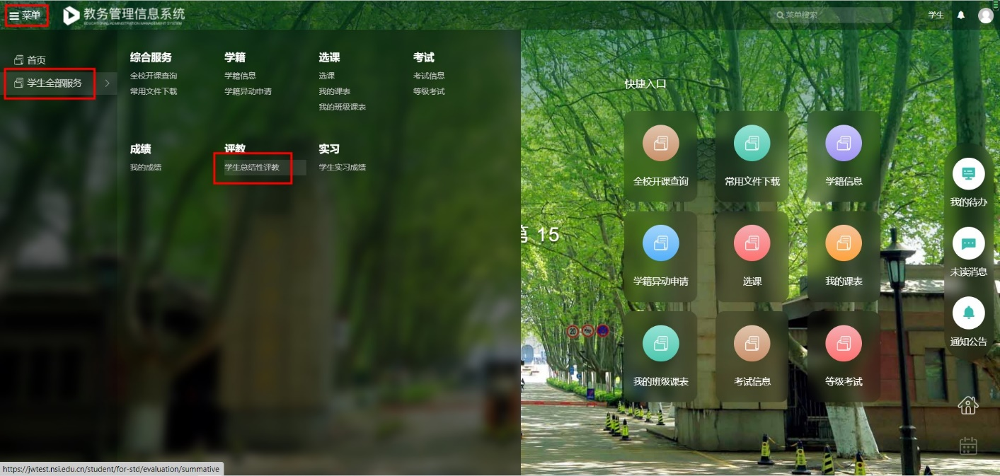 菜单
教务管理信息系统
EDUCATIONAL ADMINISTRATION MANAGEMENT SYSTEM
菜单搜索
学生
首页
学生全部服务
综合服务
全校开课查询
常用文件下载
学籍
学籍信息
学籍异动申请
选课
选课
我的课表
我的班级课表
考试
考试信息
等级考试
成绩
我的成绩
评教
学生总结性评教
实习
学生实习成绩
第 15
快捷入口
全校开课查询
常用文件下载
学籍信息
学籍异动申请
选课
我的课表
我的班级课表
考试信息
等级考试
我的待办
未读消息
通知公告
20
https://jwtest.nsi.edu.cn/student/for-std/evaluation/summative